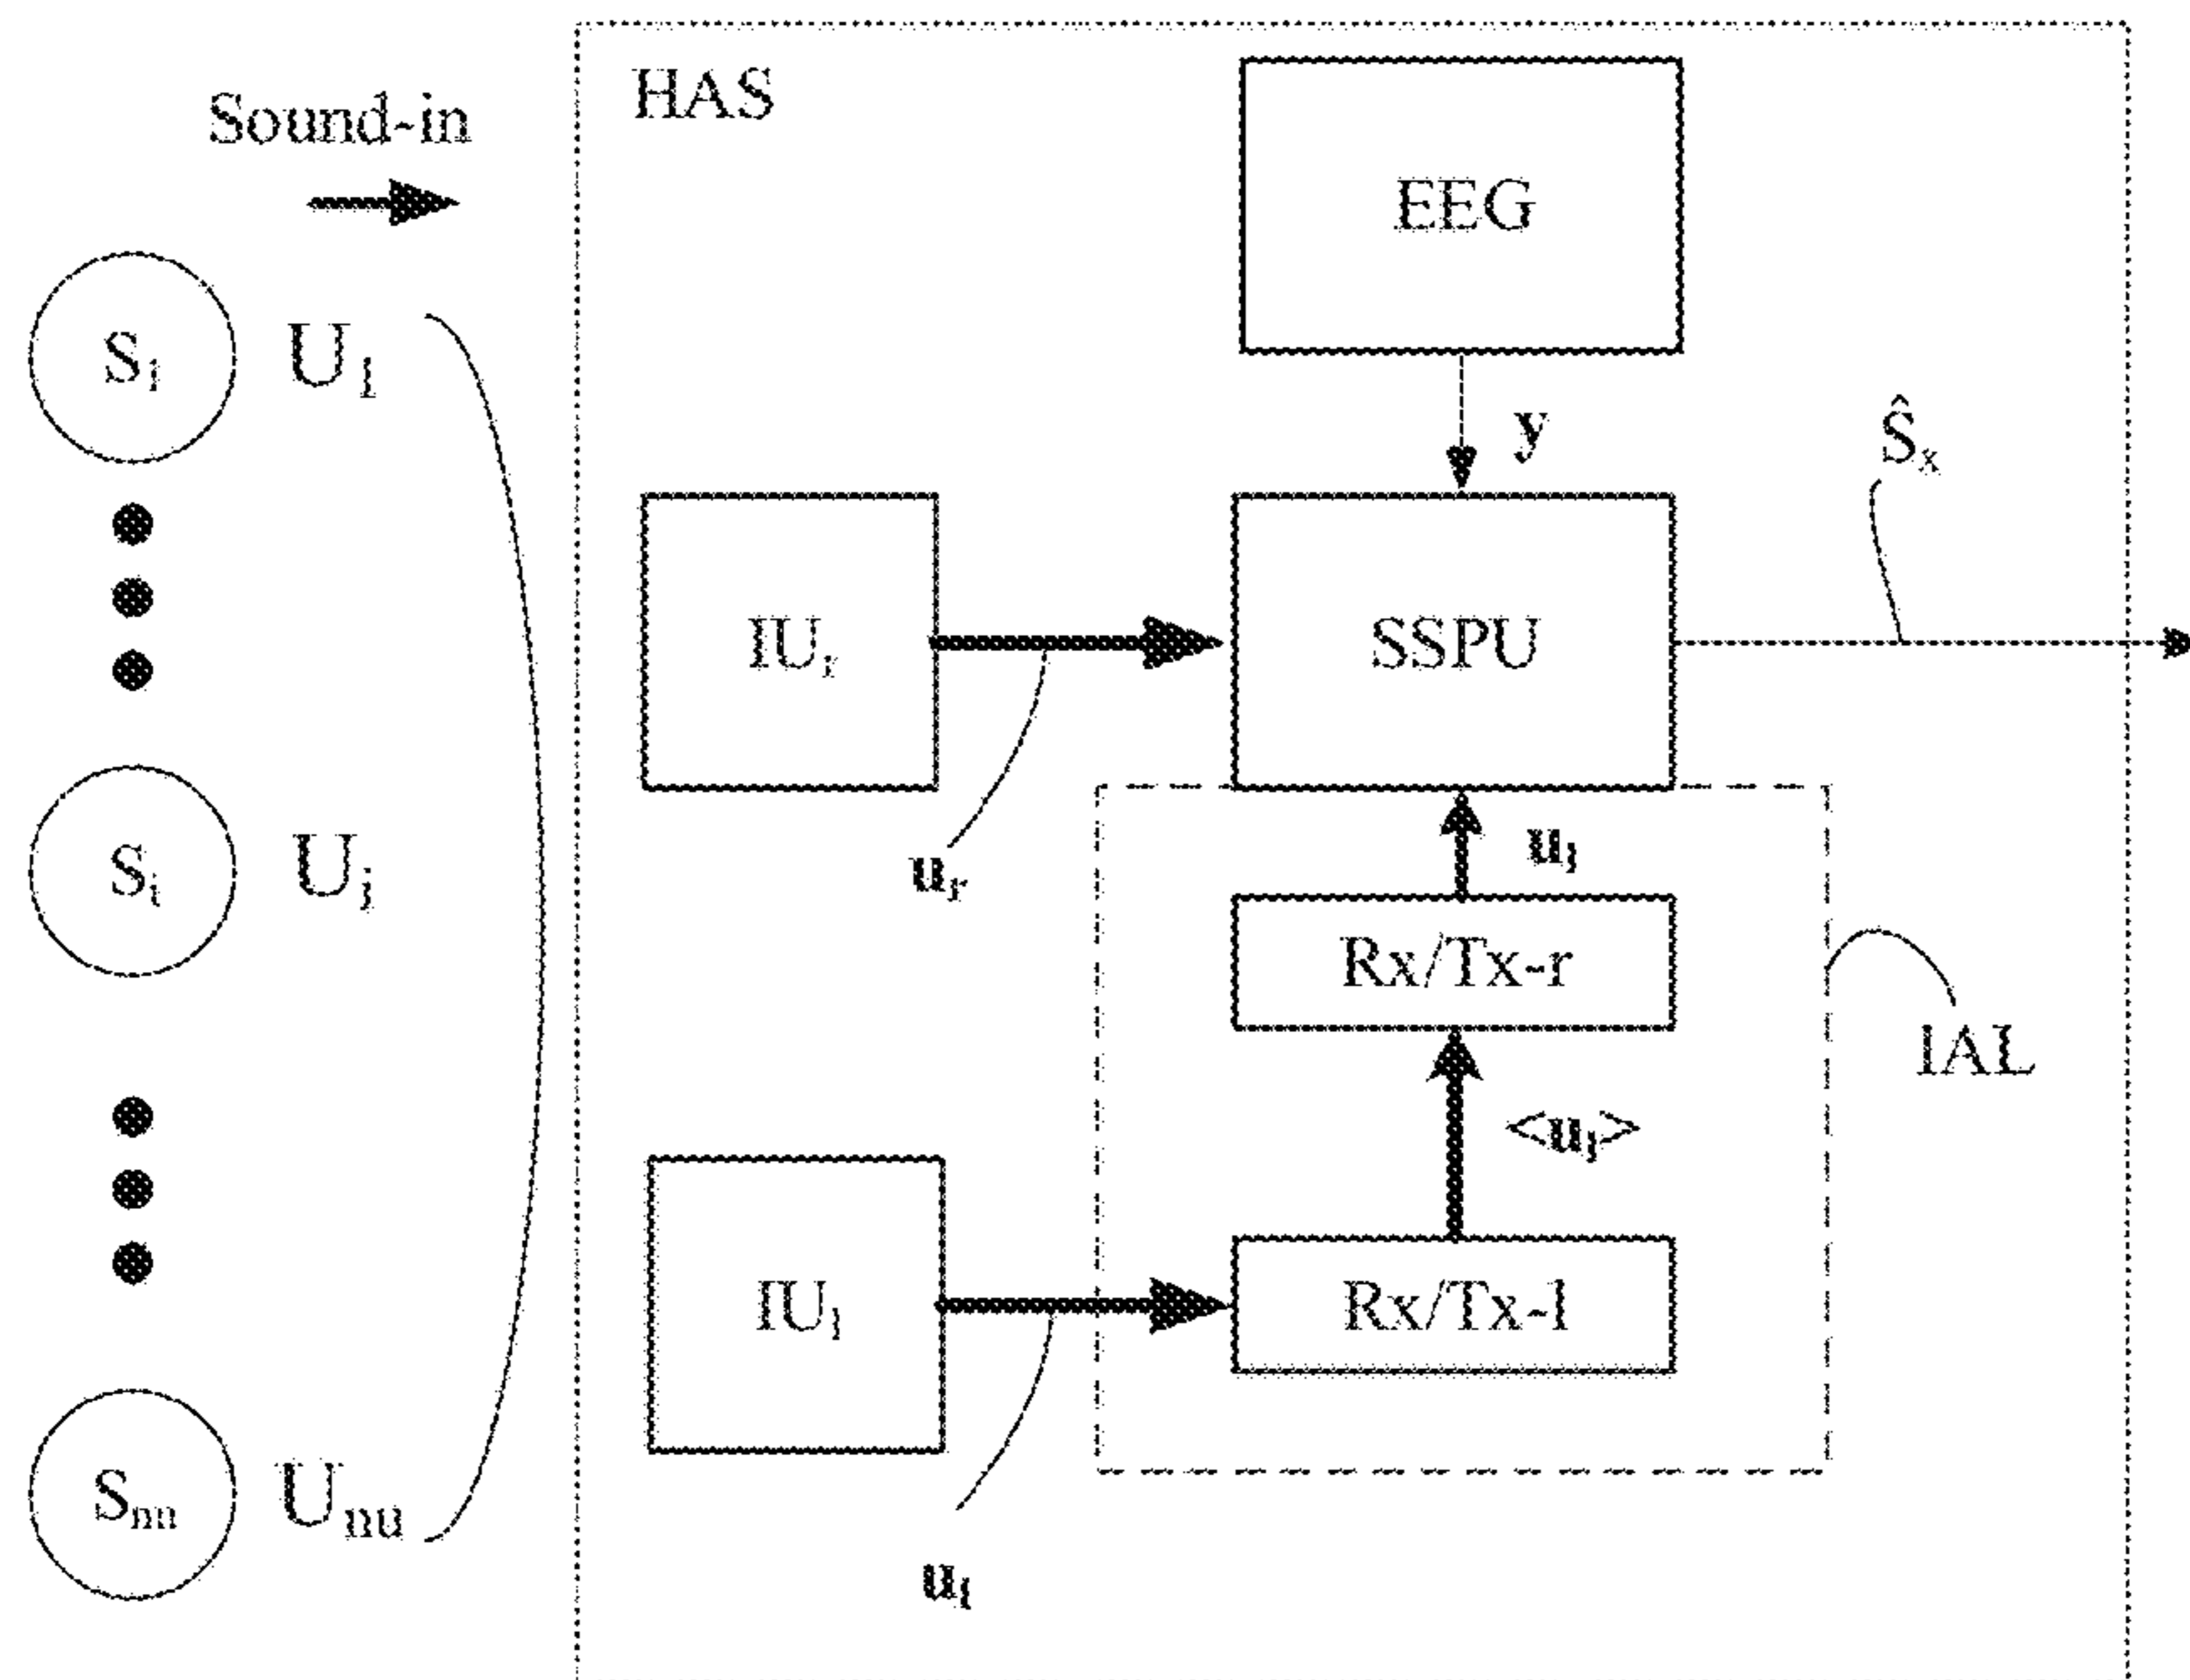 Sound-in
HAS
EEG
S₁ U₁
y
Ŝₓ
IUᵣ
SSPU
Sᵢ Uᵢ
uᵣ
uₗ
Rx/Tx-r
IAL
<uₗ>
IUₗ
Rx/Tx-l
Sₙₙ Uₙᵤ
uₗ